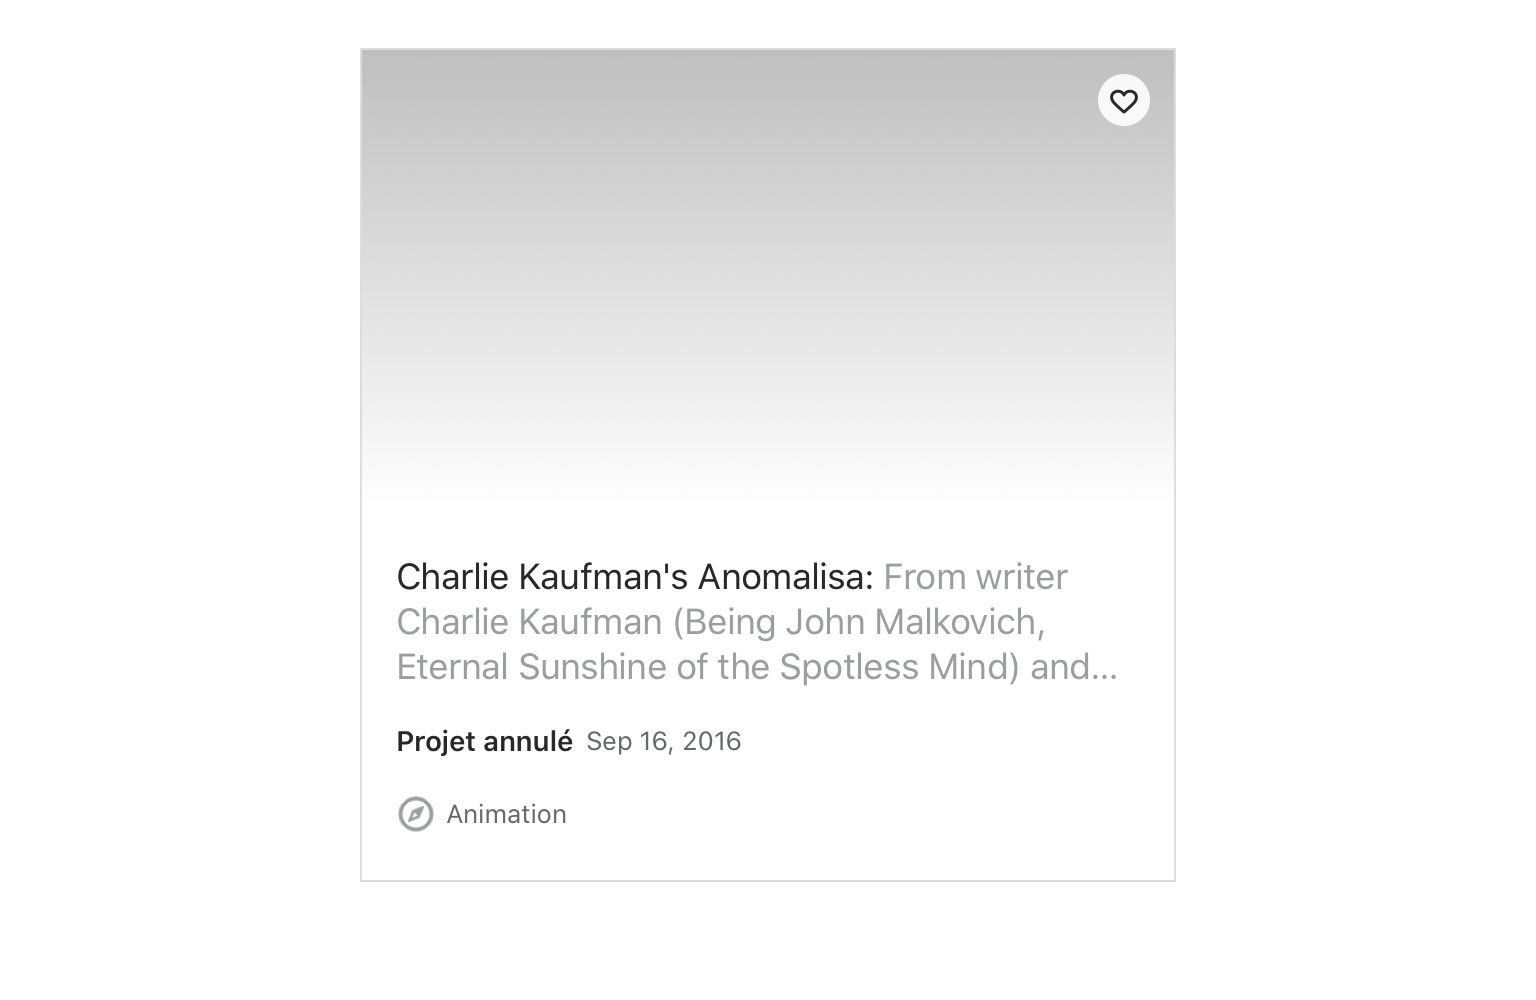 Charlie Kaufman's Anomalisa: From writer
Charlie Kaufman (Being John Malkovich,
Eternal Sunshine of the Spotless Mind) and...
Projet annulé Sep 16, 2016
Animation